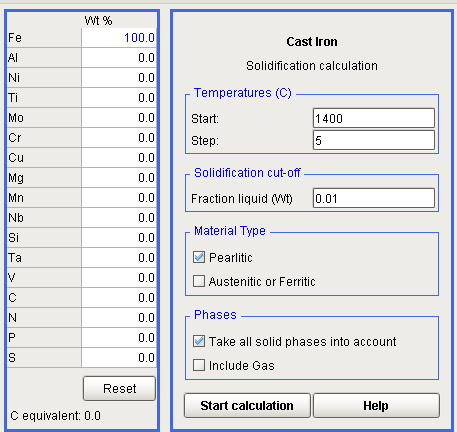 Wt %
Fe 100.0
Al 0.0
Ni 0.0
Ti 0.0
Mo 0.0
Cr 0.0
Cu 0.0
Mg 0.0
Mn 0.0
Nb 0.0
Si 0.0
Ta 0.0
V 0.0
C 0.0
N 0.0
P 0.0
S 0.0
Reset
C equivalent: 0.0
Cast Iron
Solidification calculation
Temperatures (C)
Start: 1400
Step: 5
Solidification cut-off
Fraction liquid (Wt) 0.01
Material Type
Pearlitic
Austenitic or Ferritic
Phases
Take all solid phases into account
Include Gas
Start calculation Help